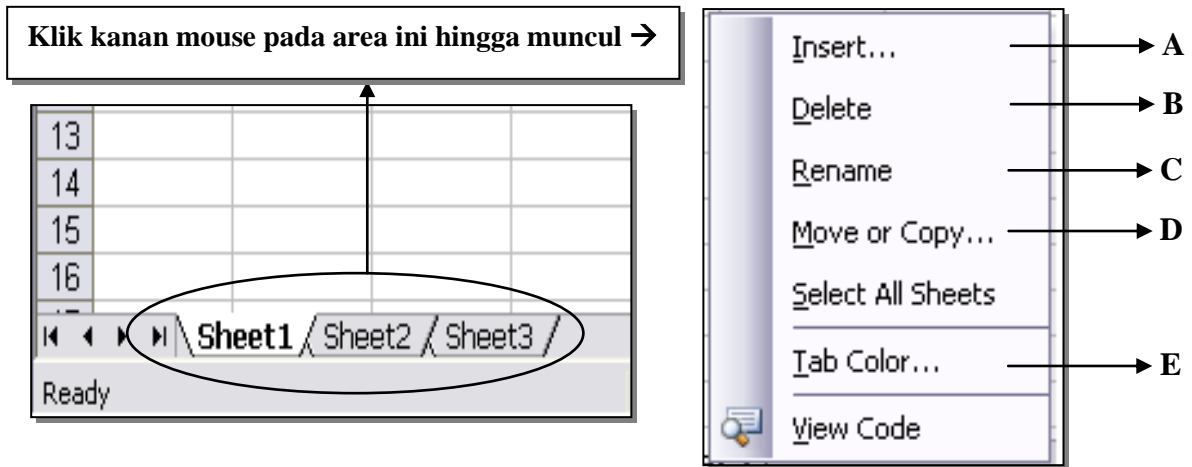 Klik kanan mouse pada area ini hingga muncul →
13
14
15
16
Sheet1 / Sheet2 / Sheet3 /
Ready
Insert... A
Delete B
Rename C
Move or Copy... D
Select All Sheets
Tab Color... E
View Code